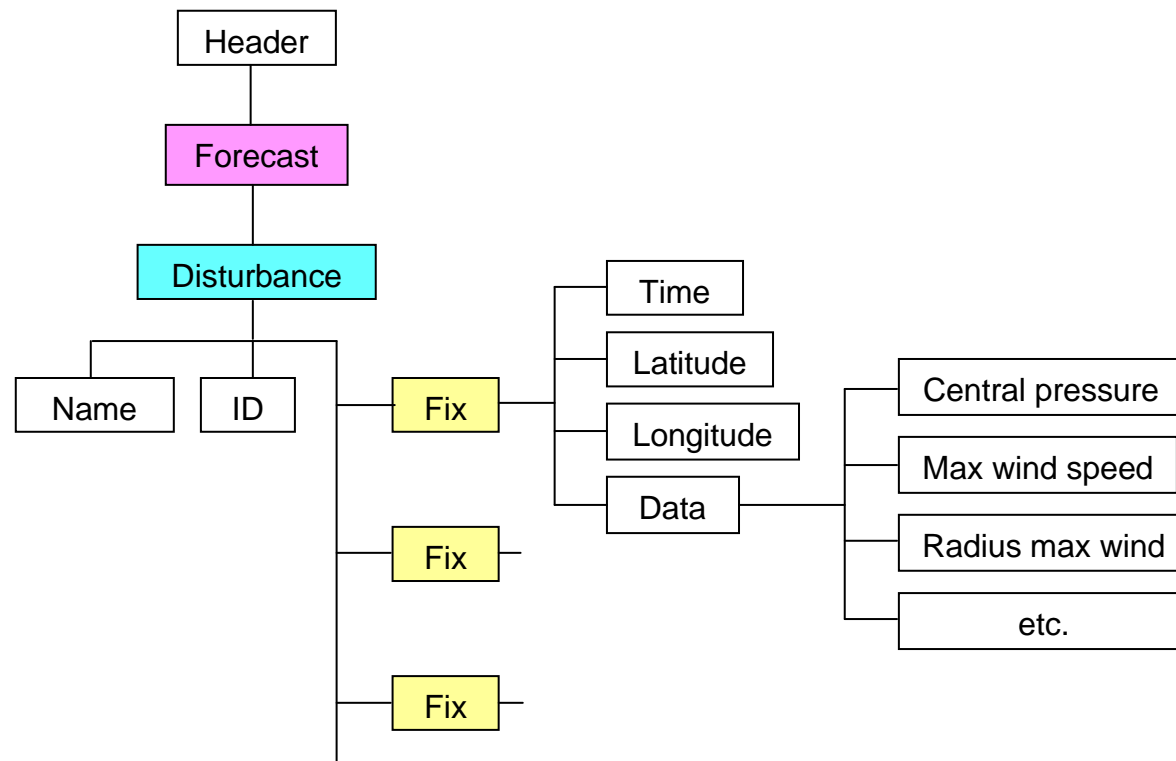 Header
Forecast
Disturbance
Name
ID
Fix
Time
Latitude
Longitude
Data
Central pressure
Max wind speed
Radius max wind
etc.
Fix
Fix